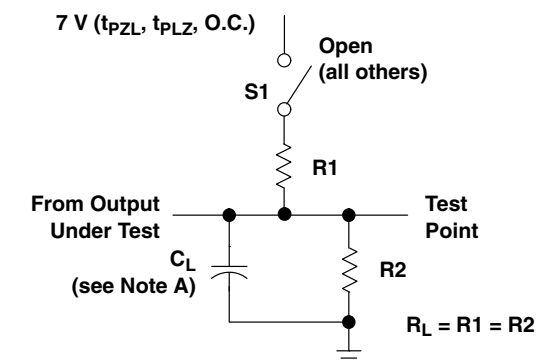 7 V (tPZL, tPLZ, O.C.)
Open
(all others)
S1
R1
From Output
Under Test
Test
Point
CL
(see Note A)
R2
RL = R1 = R2